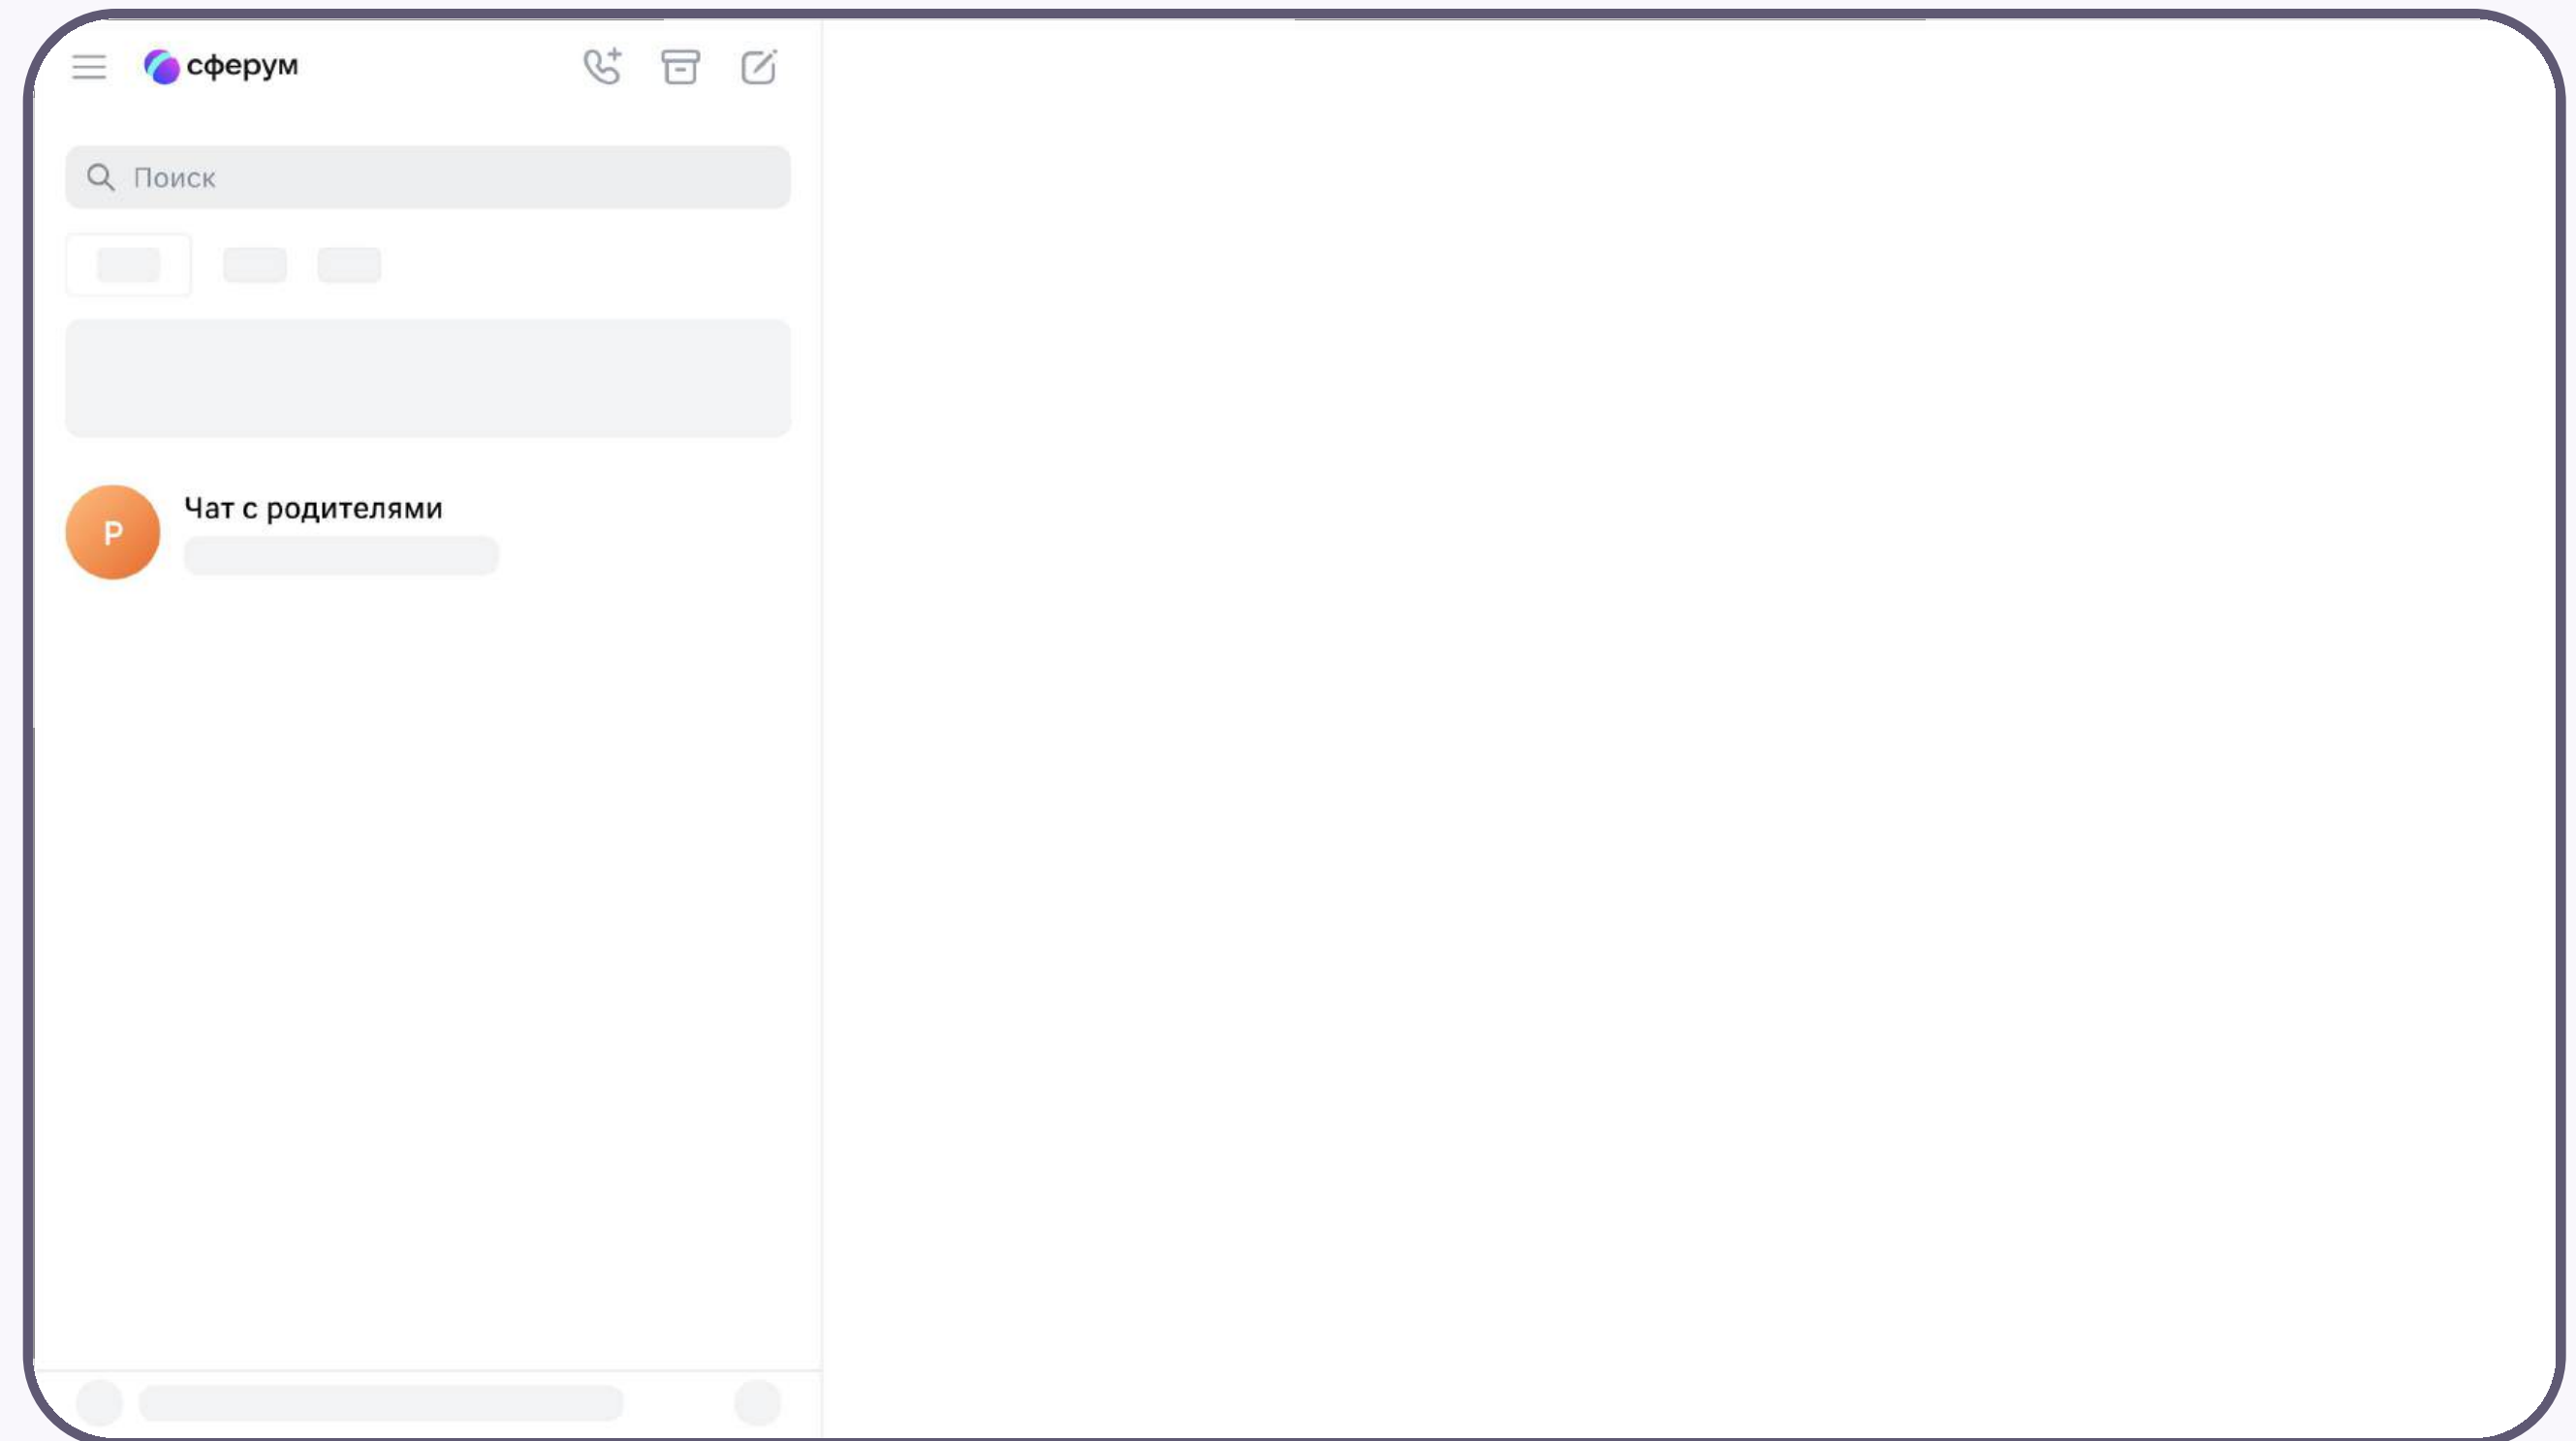 сферум
Поиск
Р
Чат с родителями